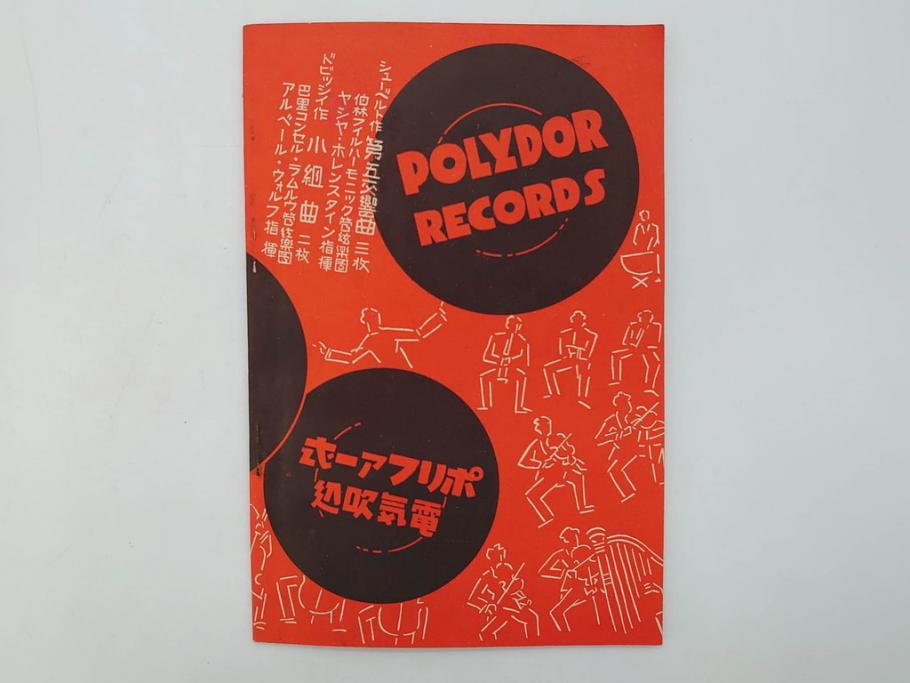 POLYDOR
RECORDS
シューベルト作 第五交響曲 三枚
伯林フィルハーモニック管絃楽団
ヤシヤ・ホレンスタイン指揮
ドビッシイ作 小組曲 二枚
巴里コンセル・ラムルウ管絃楽団
アルベール・ウォルフ指揮
ポリフアー式
電氣吹込